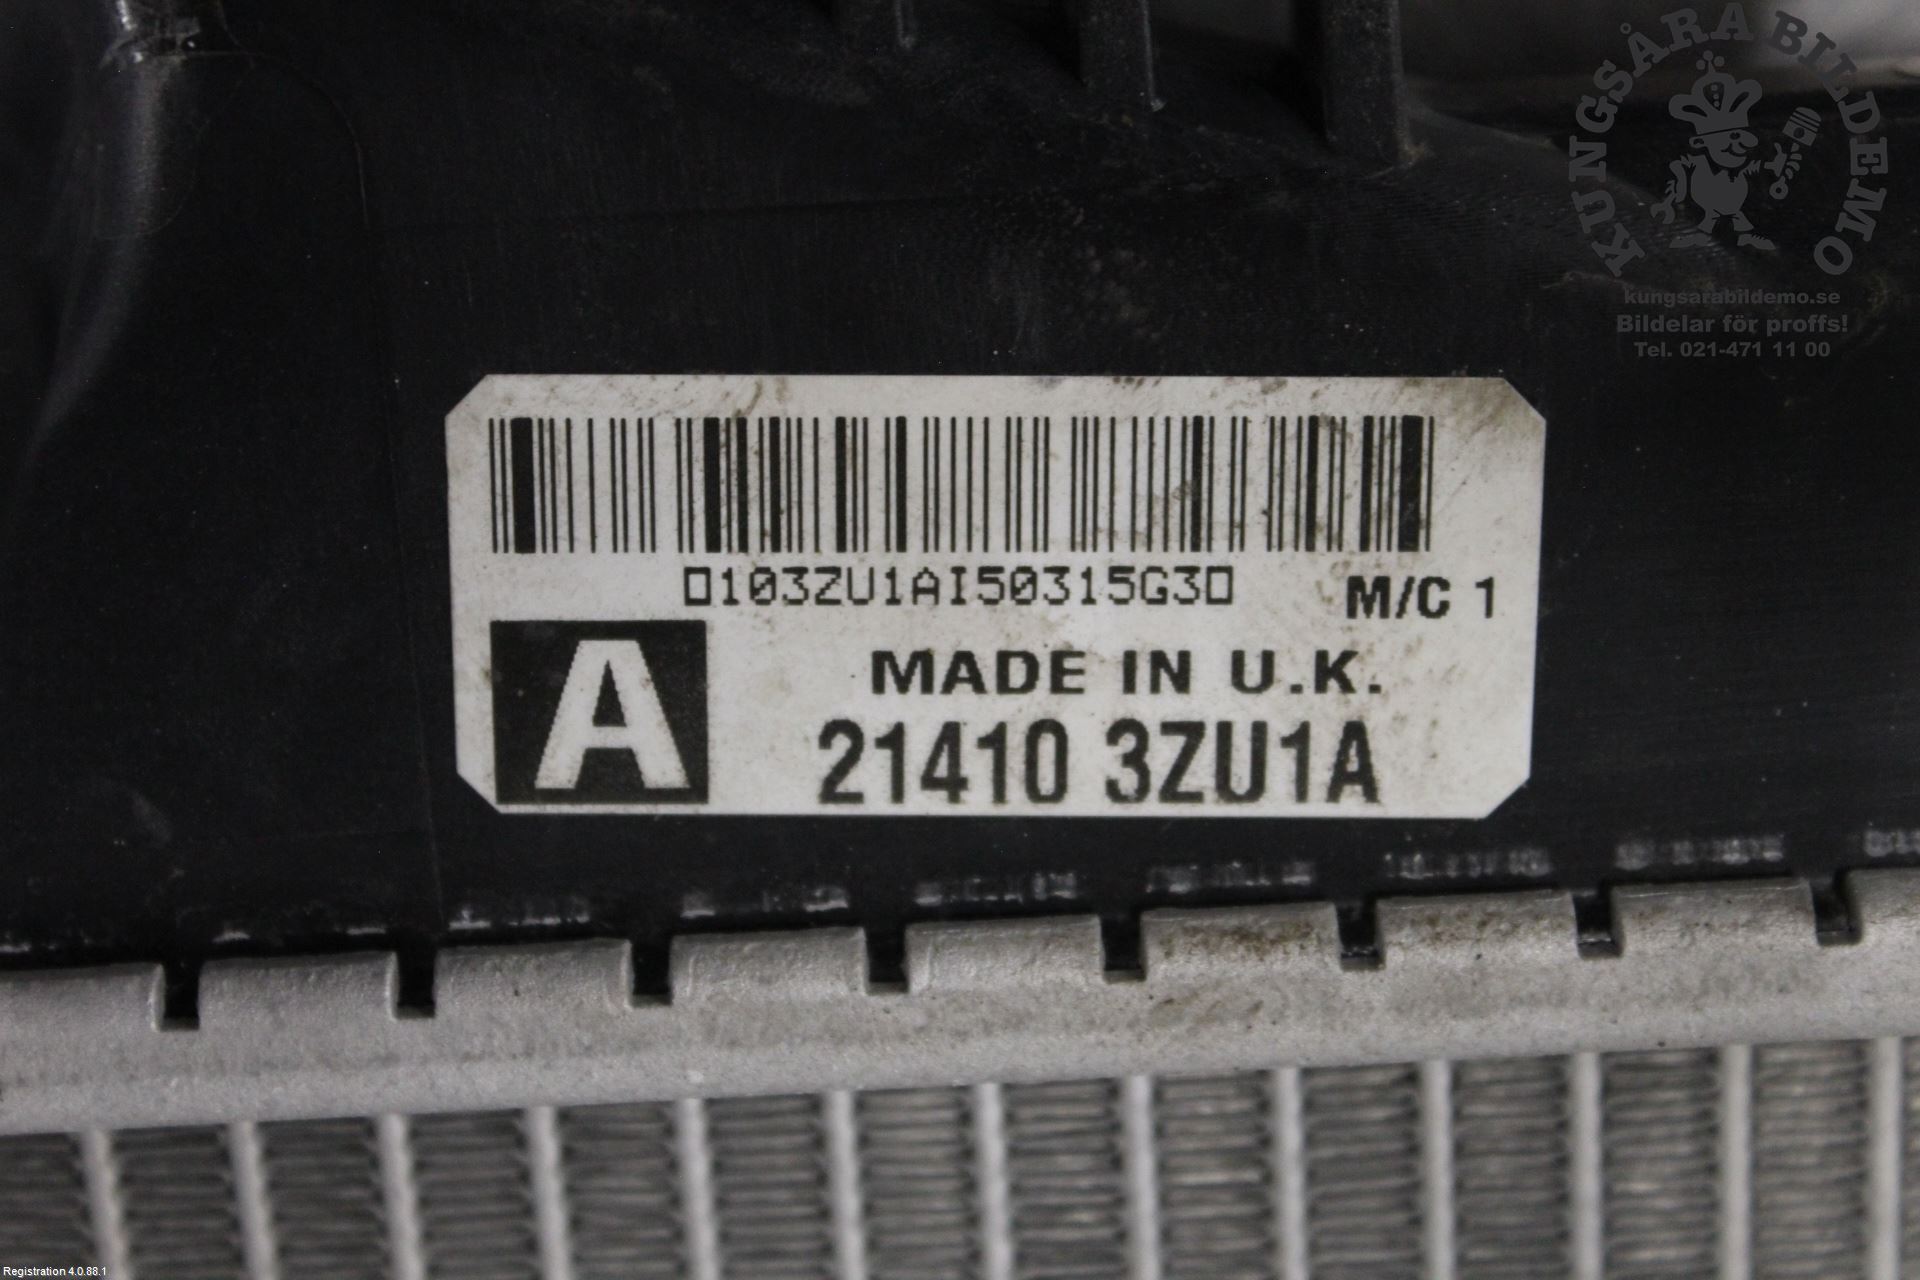 KUNGSÅRA BILDEMO
kungsarabildemo.se
Bildelar för proffs!
Tel. 021-471 11 00
▯103ZU1AI50315G3▯
M/C 1
A
MADE IN U.K.
21410 3ZU1A
Registration 4.0.88.1